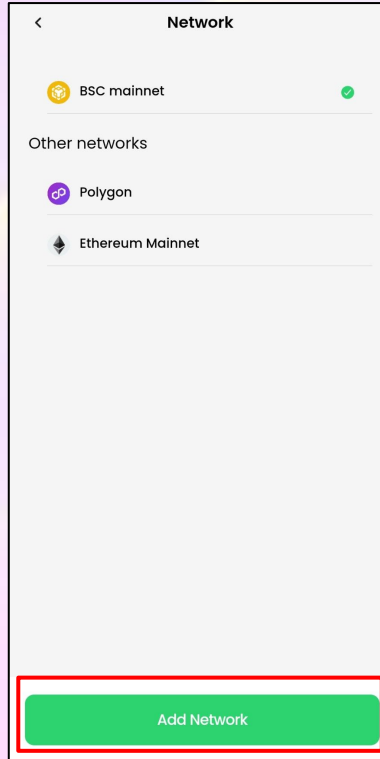 Network
BSC mainnet
Other networks
Polygon
Ethereum Mainnet
Add Network